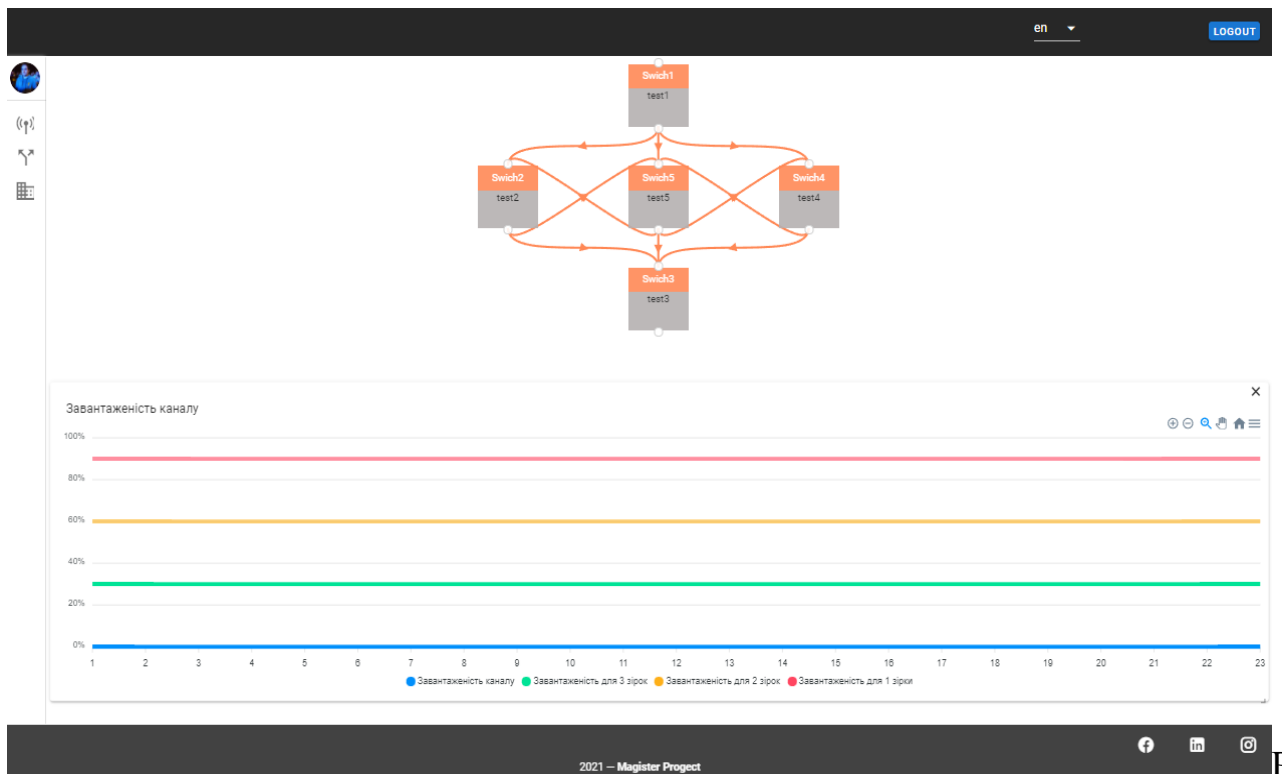 en
LOGOUT
Swich1
test1
Swich2
Swich5
Swich4
test2
test5
test4
Swich3
test3
Завантаженість каналу
100%
80%
60%
40%
20%
0%
1 2 3 4 5 6 7 8 9 10 11 12 13 14 15 16 17 18 19 20 21 22 23
Завантаженість каналу Завантаженість для 3 зірок Завантаженість для 2 зірок Завантаженість для 1 зірки
2021 — Magister Progect